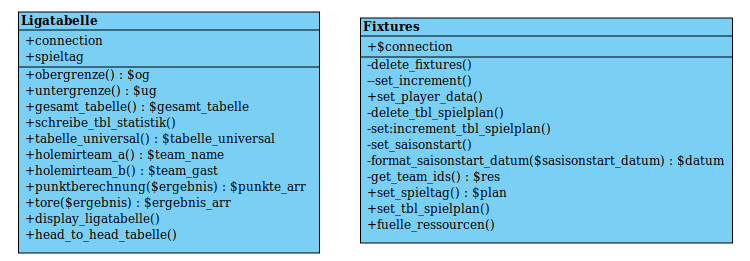 Ligatabelle
+connection
+spieltag
+obergrenze() : $og
+untergrenze() : $ug
+gesamt_tabelle() : $gesamt_tabelle
+schreibe_tbl_statistik()
+tabelle_universal() : $tabelle_universal
+holemirteam_a() : $team_name
+holemirteam_b() : $team_gast
+punktberechnung($ergebnis) : $punkte_arr
+tore($ergebnis) : $ergebnis_arr
+display_ligatabelle()
+head_to_head_tabelle()
Fixtures
+$connection
-delete_fixtures()
--set_increment()
+set_player_data()
-delete_tbl_spielplan()
-set:increment_tbl_spielplan()
-set_saisonstart()
-format_saisonstart_datum($sasisonstart_datum) : $datum
-get_team_ids() : $res
+set_spieltag() : $plan
+set_tbl_spielplan()
+fuelle_ressourcen()